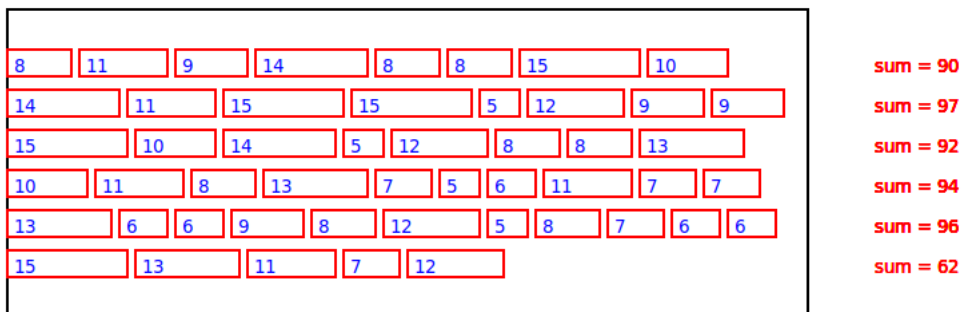 8 11 9 14 8 8 15 10 sum = 90
14 11 15 15 5 12 9 9 sum = 97
15 10 14 5 12 8 8 13 sum = 92
10 11 8 13 7 5 6 11 7 7 sum = 94
13 6 6 9 8 12 5 8 7 6 6 sum = 96
15 13 11 7 12 sum = 62